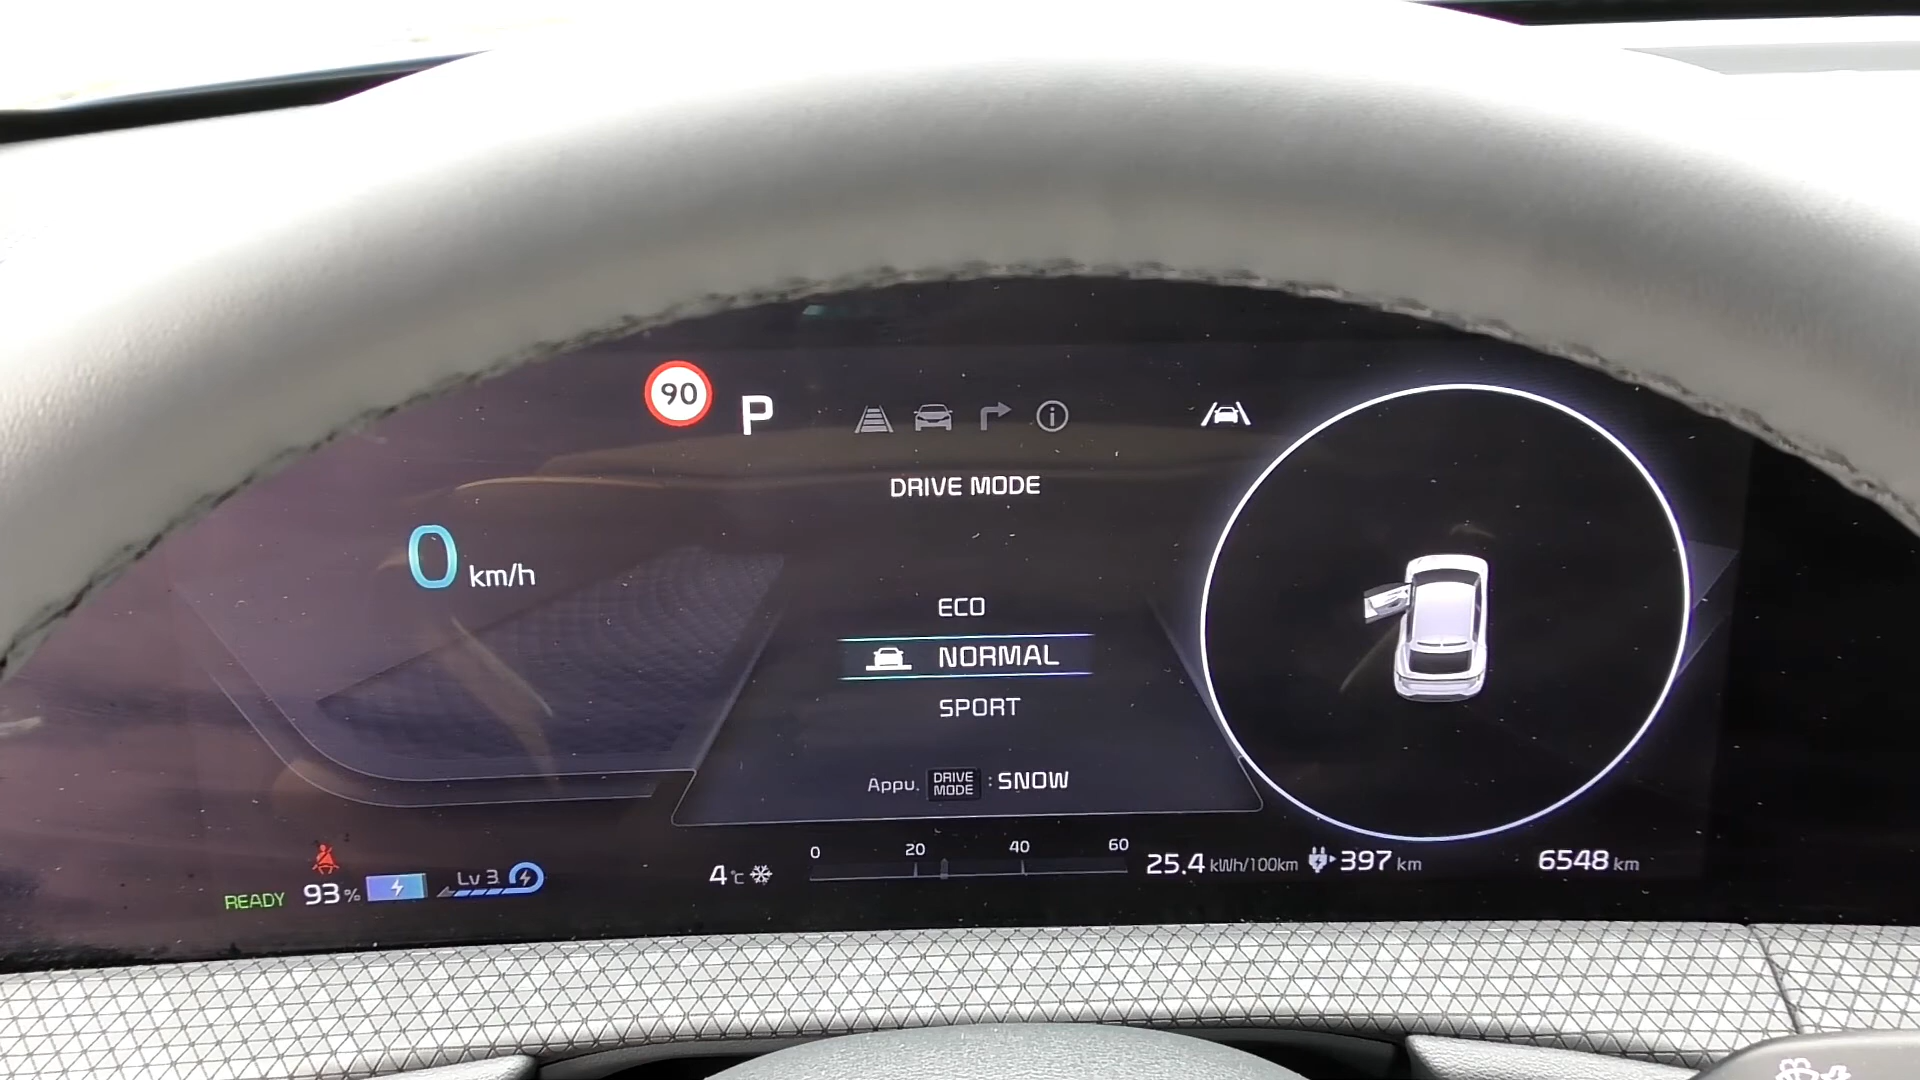 90
P
DRIVE MODE
0 km/h
ECO
NORMAL
SPORT
Appu. DRIVE MODE : SNOW
0 20 40 60
READY 93% Lv 3
4°C
25.4 kWh/100km 397 km
6548 km